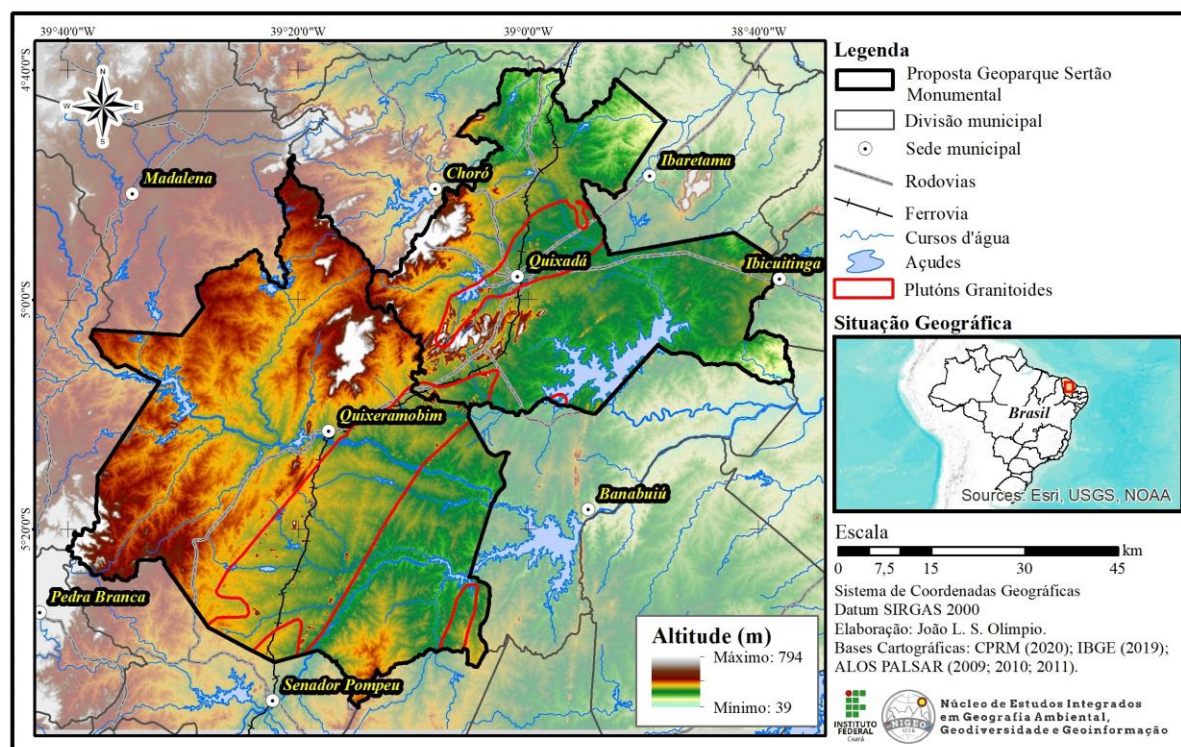 39°40'0"W
39°20'0"W
39°0'0"W
38°40'0"W
4°40'0"S
5°0'0"S
5°20'0"S
N
W
E
S
Madalena
Choró
Ibaretama
Quixadá
Ibicuitinga
Quixeramobim
Banabuiú
Pedra Branca
Senador Pompeu
Altitude (m)
Máximo: 794
Mínimo: 39
Legenda
Proposta Geoparque Sertão
Monumental
Divisão municipal
Sede municipal
Rodovias
Ferrovia
Cursos d'água
Açudes
Plutóns Granitoides
Situação Geográfica
Brasil
Sources: Esri, USGS, NOAA
Escala
km
0 7,5 15 30 45
Sistema de Coordenadas Geográficas
Datum SIRGAS 2000
Elaboração: João L. S. Olimpio.
Bases Cartográficas: CPRM (2020); IBGE (2019);
ALOS PALSAR (2009; 2010; 2011).
INSTITUTO
FEDERAL
Ceará
NIGEO
Núcleo de Estudos Integrados
em Geografia Ambiental,
Geodiversidade e Geoinformação